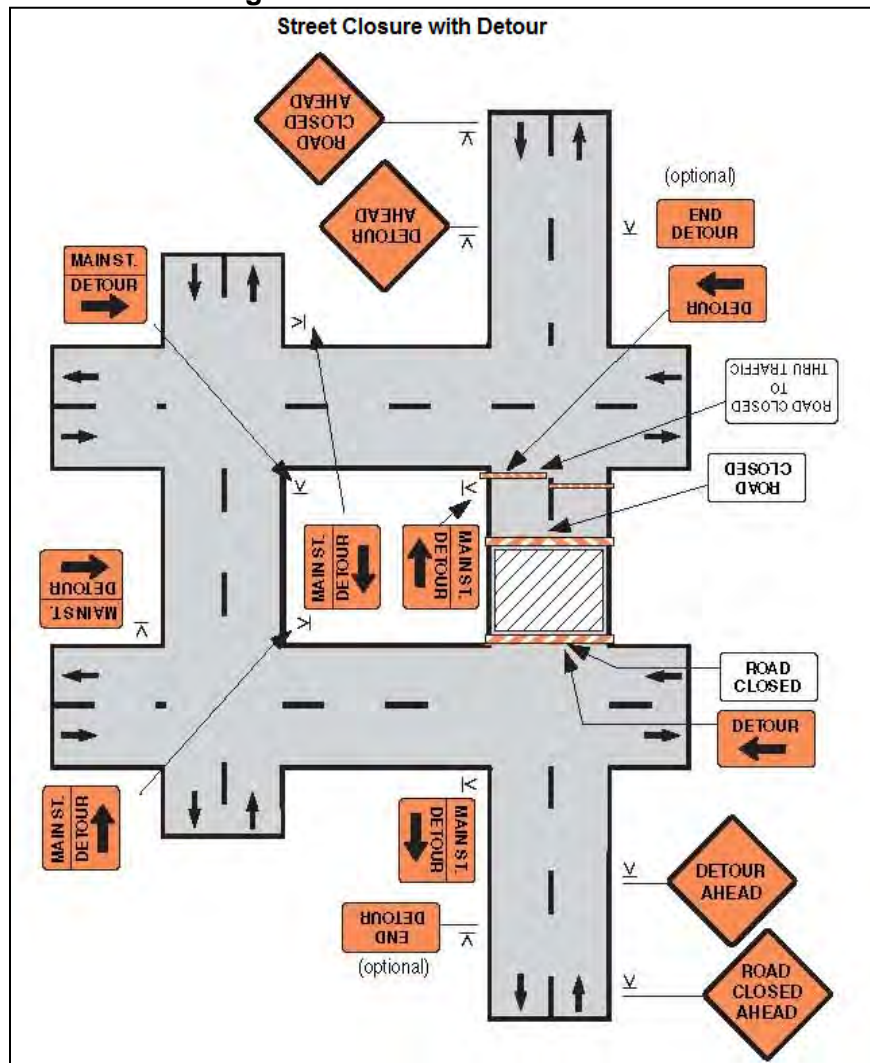 Street Closure with Detour
ROAD
CLOSED
AHEAD
DETOUR
AHEAD
(optional)
END
DETOUR
MAIN ST.
DETOUR
DETOUR
ROAD CLOSED
TO
THRU TRAFFIC
ROAD
CLOSED
MAIN ST.
DETOUR
MAIN ST.
DETOUR
MAIN ST.
DETOUR
ROAD
CLOSED
DETOUR
MAIN ST.
DETOUR
MAIN ST.
DETOUR
DETOUR
AHEAD
END
DETOUR
(optional)
ROAD
CLOSED
AHEAD